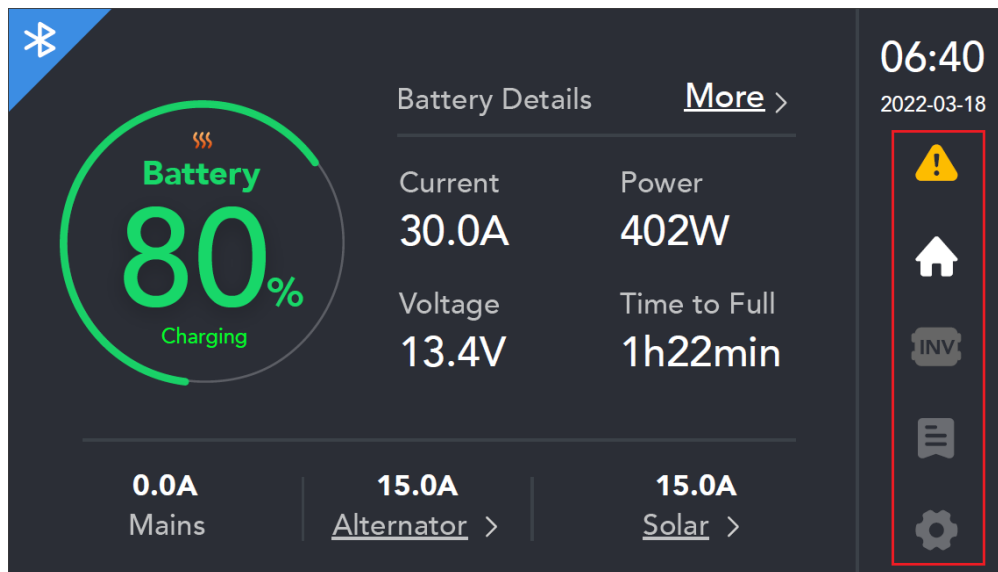 06:40
2022-03-18
Battery Details More >
Battery
80%
Charging
Current Power
30.0A 402W
Voltage Time to Full
13.4V 1h22min
INV
0.0A 15.0A 15.0A
Mains Alternator > Solar >